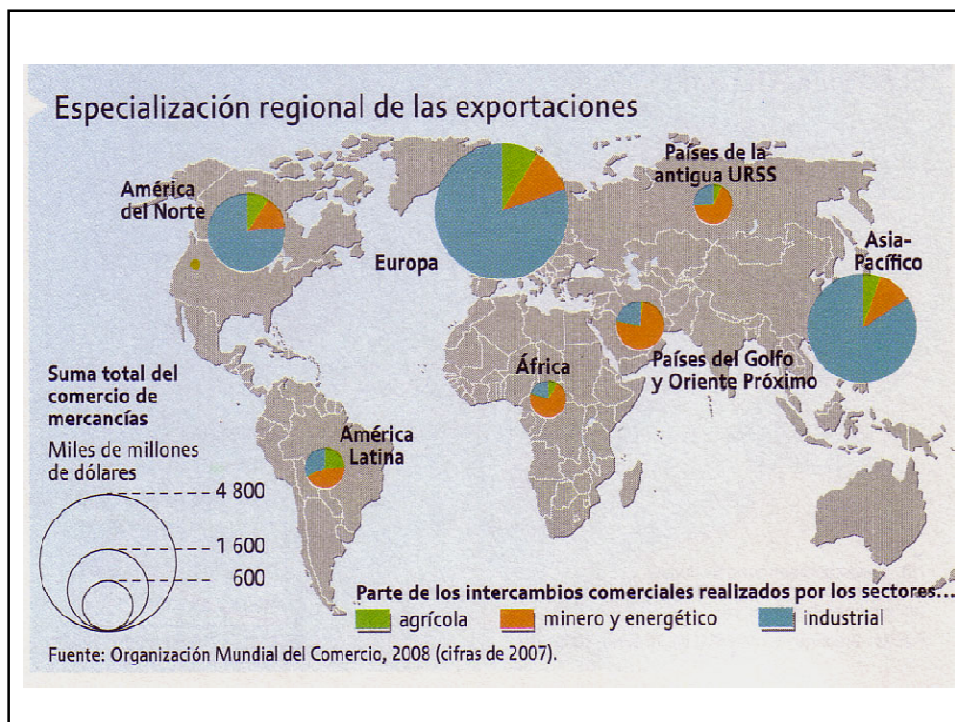 Especialización regional de las exportaciones
América
del Norte
Europa
Países de la
antigua URSS
Asia-
Pacífico
Países del Golfo
y Oriente Próximo
África
América
Latina
Suma total del
comercio de
mercancías
Miles de millones
de dólares
4 800
1 600
600
Parte de los intercambios comerciales realizados por los sectores...
agrícola
minero y energético
industrial
Fuente: Organización Mundial del Comercio, 2008 (cifras de 2007).